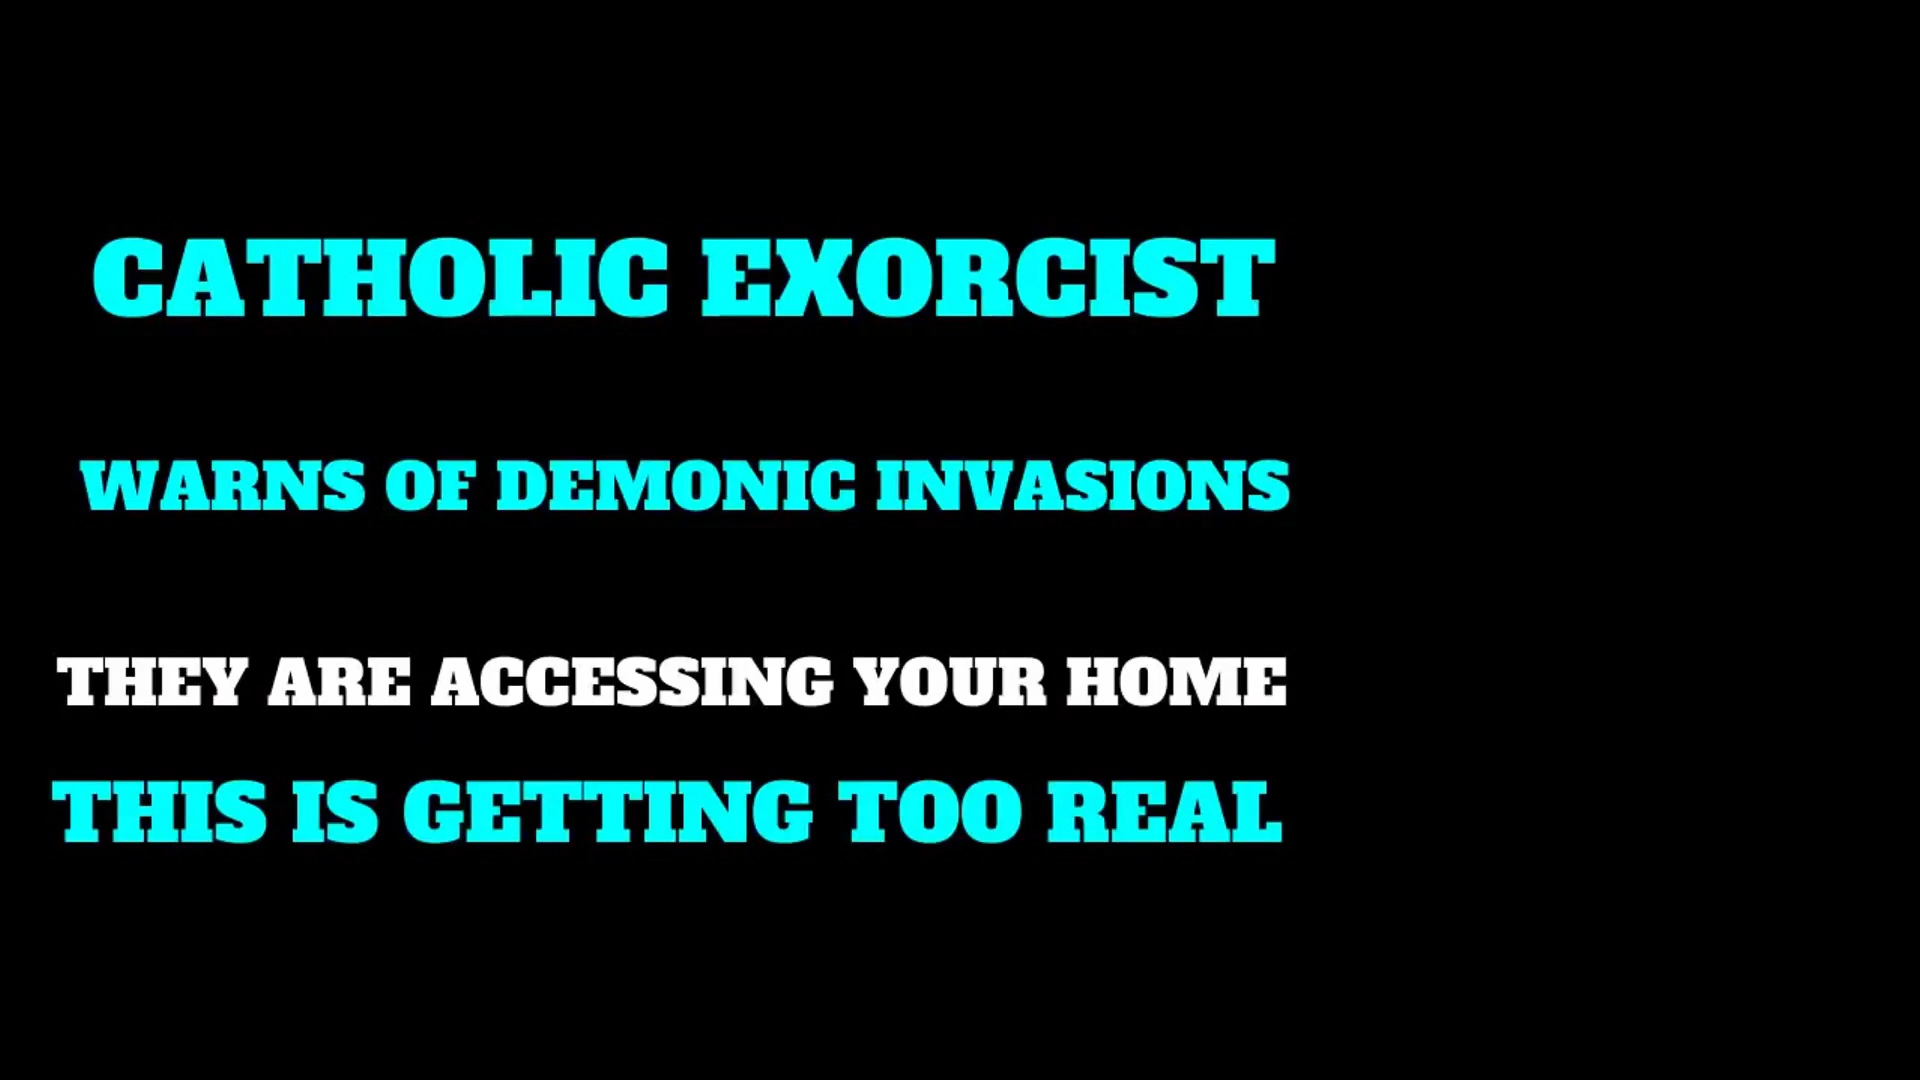 CATHOLIC EXORCIST
WARNS OF DEMONIC INVASIONS
THEY ARE ACCESSING YOUR HOME
THIS IS GETTING TOO REAL